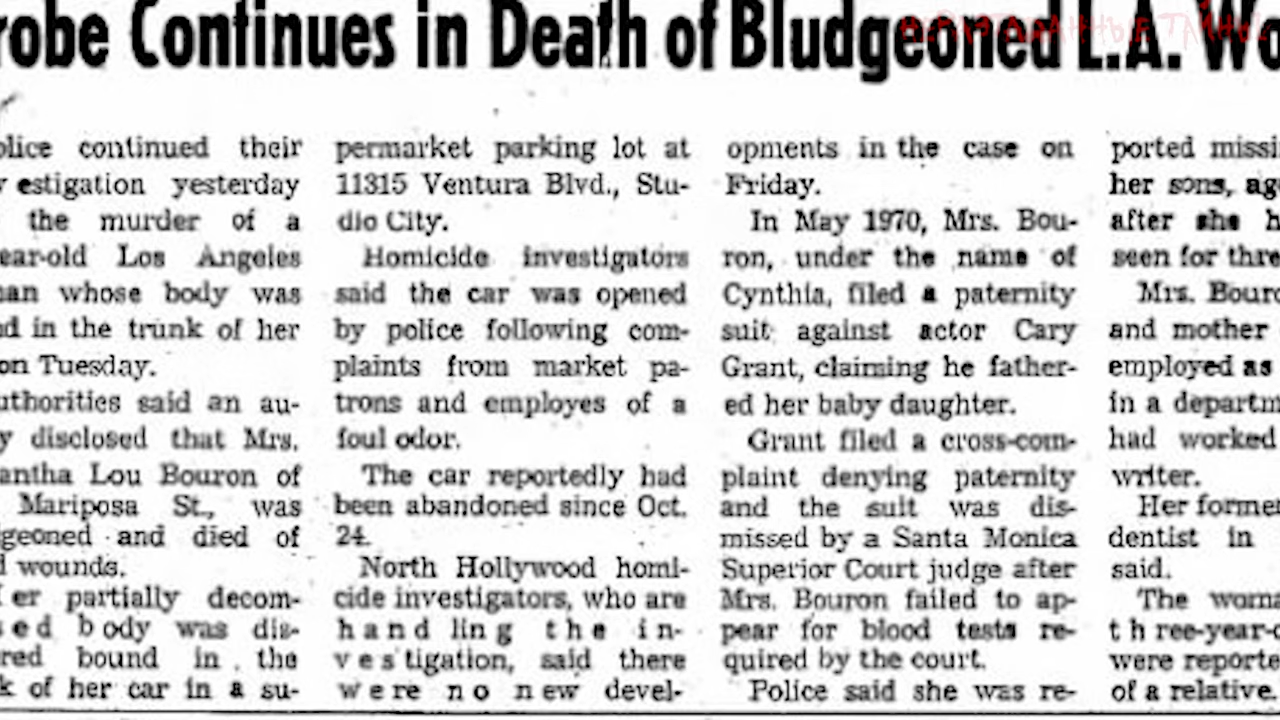 robe Continues in Death of Bludgeoned L.A. Wo
НЕРАЗГАДАННЫЕ ТАЙНЫ
olice continued their
estigation yesterday
the murder of a
ear-old Los Angeles
an whose body was
d in the trunk of her
on Tuesday.
uthorities said an au-
y disclosed that Mrs.
antha Lou Bouron of
Mariposa St., was
geoned and died of
d wounds.
er partially decom-
sed body was dis-
red bound in the
k of her car in a su-
permarket parking lot at
11315 Ventura Blvd., Stu-
dio City.
Homicide investigators
said the car was opened
by police following com-
plaints from market pa-
trons and employes of a
foul odor.
The car reportedly had
been abandoned since Oct.
24.
North Hollywood homi-
cide investigators, who are
hand ling the in-
vestigation, said there
were no new devel-
opments in the case on
Friday.
In May 1970, Mrs. Bou-
ron, under the name of
Cynthia, filed a paternity
suit against actor Cary
Grant, claiming he father-
ed her baby daughter.
Grant filed a cross-com-
plaint denying paternity
and the suit was dis-
missed by a Santa Monica
Superior Court judge after
Mrs. Bouron failed to ap-
pear for blood tests re-
quired by the court.
Police said she was re-
ported missi
her sons, ag
after she h
seen for thre
Mrs. Bouro
and mother
employed as
in a departm
had worked
writer.
Her forme
dentist in
said.
The woma
th ree-year-o
were reporte
of a relative.